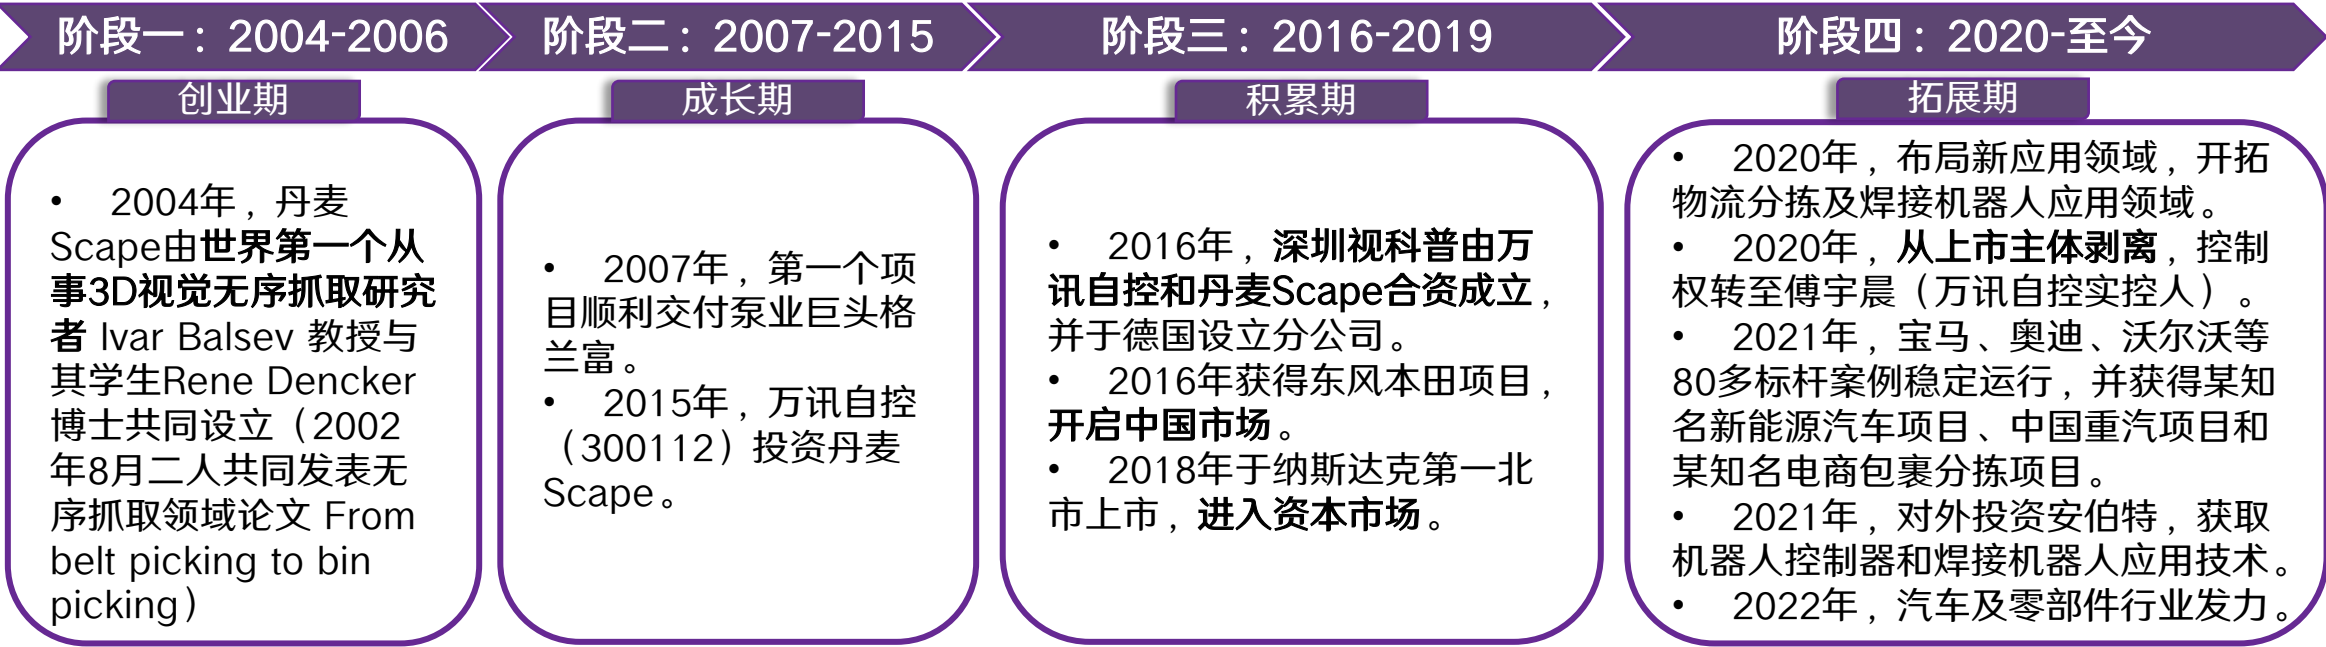 阶段一：2004-2006
阶段二：2007-2015
阶段三：2016-2019
阶段四：2020-至今
创业期
成长期
积累期
拓展期
• 2004年，丹麦
Scape由世界第一个从
事3D视觉无序抓取研究
者 Ivar Balsev 教授与
其学生Rene Dencker
博士共同设立（2002
年8月二人共同发表无
序抓取领域论文 From
belt picking to bin
picking）
• 2007年，第一个项
目顺利交付泵业巨头格
兰富。
• 2015年，万讯自控
（300112）投资丹麦
Scape。
• 2016年，深圳视科普由万
讯自控和丹麦Scape合资成立，
并于德国设立分公司。
• 2016年获得东风本田项目，
开启中国市场。
• 2018年于纳斯达克第一北
市上市，进入资本市场。
• 2020年，布局新应用领域，开拓
物流分拣及焊接机器人应用领域。
• 2020年，从上市主体剥离，控制
权转至傅宇晨（万讯自控实控人）。
• 2021年，宝马、奥迪、沃尔沃等
80多标杆案例稳定运行，并获得某知
名新能源汽车项目、中国重汽项目和
某知名电商包裹分拣项目。
• 2021年，对外投资安伯特，获取
机器人控制器和焊接机器人应用技术。
• 2022年，汽车及零部件行业发力。